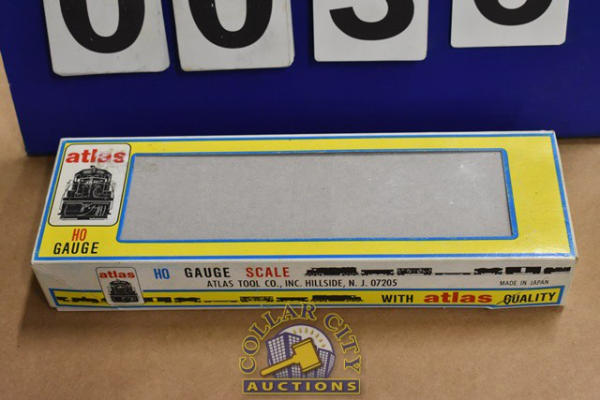 0030
atlas
HO
GAUGE
atlas HO GAUGE SCALE
ATLAS TOOL CO., INC. HILLSIDE, N. J. 07205
MADE IN JAPAN
WITH atlas QUALITY
COLLAR CITY
AUCTIONS